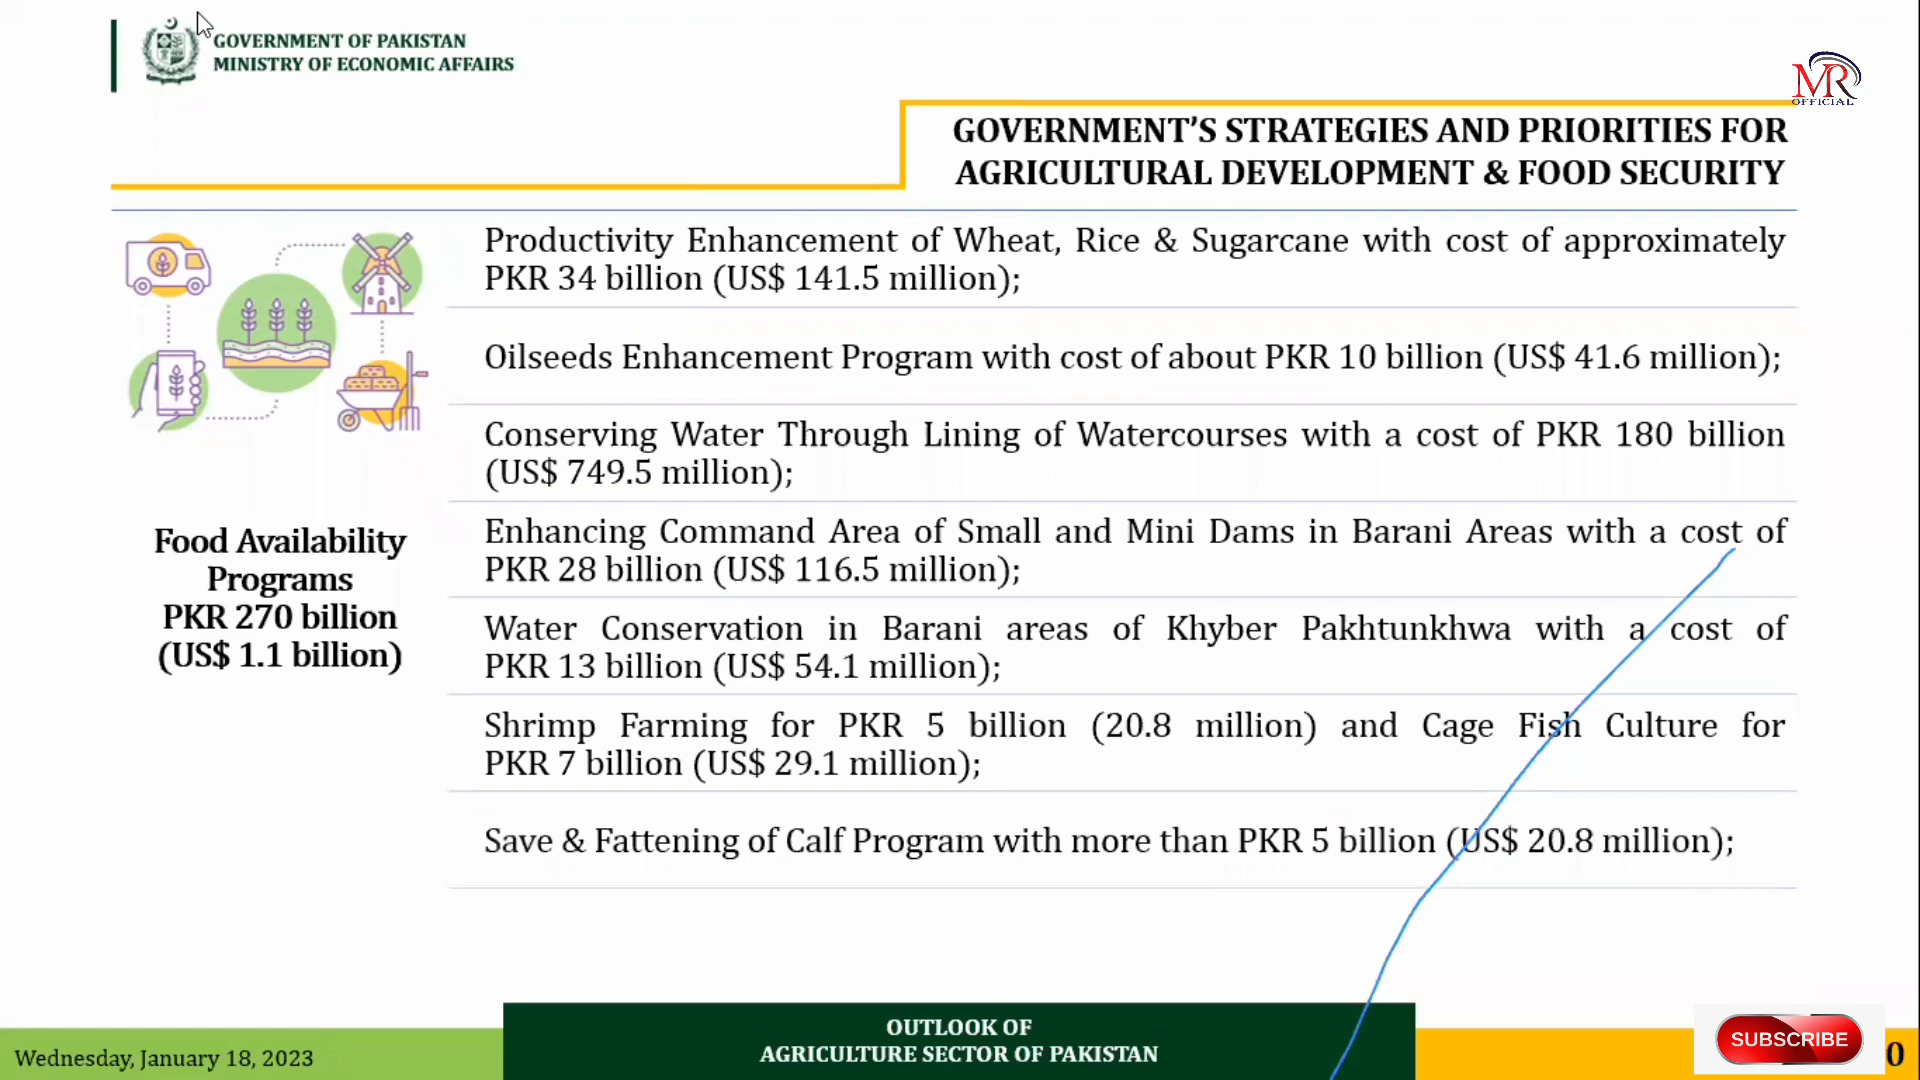 GOVERNMENT OF PAKISTAN
MINISTRY OF ECONOMIC AFFAIRS
MR
OFFICIAL
GOVERNMENT’S STRATEGIES AND PRIORITIES FOR
AGRICULTURAL DEVELOPMENT & FOOD SECURITY
Food Availability
Programs
PKR 270 billion
(US$ 1.1 billion)
Productivity Enhancement of Wheat, Rice & Sugarcane with cost of approximately
PKR 34 billion (US$ 141.5 million);
Oilseeds Enhancement Program with cost of about PKR 10 billion (US$ 41.6 million);
Conserving Water Through Lining of Watercourses with a cost of PKR 180 billion
(US$ 749.5 million);
Enhancing Command Area of Small and Mini Dams in Barani Areas with a cost of
PKR 28 billion (US$ 116.5 million);
Water Conservation in Barani areas of Khyber Pakhtunkhwa with a cost of
PKR 13 billion (US$ 54.1 million);
Shrimp Farming for PKR 5 billion (20.8 million) and Cage Fish Culture for
PKR 7 billion (US$ 29.1 million);
Save & Fattening of Calf Program with more than PKR 5 billion (US$ 20.8 million);
Wednesday, January 18, 2023
OUTLOOK OF
AGRICULTURE SECTOR OF PAKISTAN
SUBSCRIBE
0